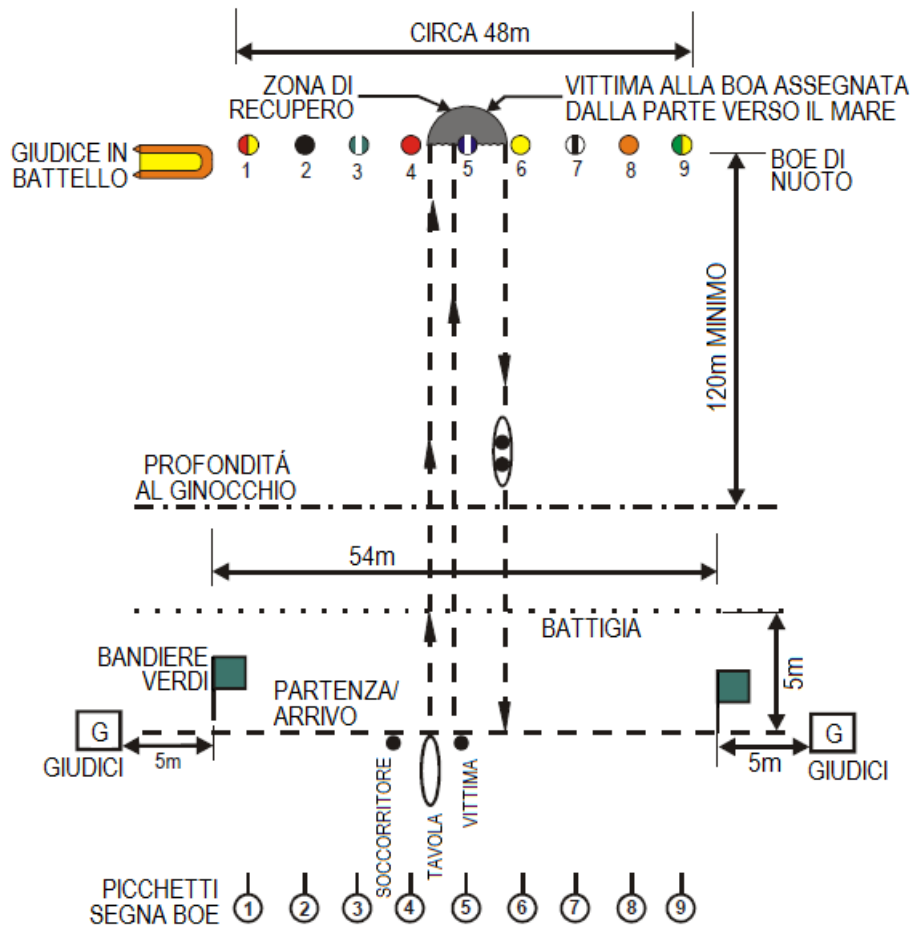 CIRCA 48m
ZONA DI
RECUPERO
VITTIMA ALLA BOA ASSEGNATA
DALLA PARTE VERSO IL MARE
GIUDICE IN
BATTELLO
1 2 3 4 5 6 7 8 9
BOE DI
NUOTO
120m MINIMO
PROFONDITÁ
AL GINOCCHIO
54m
BATTIGIA
BANDIERE
VERDI
PARTENZA/
ARRIVO
5m
G
GIUDICI
5m
5m
G
GIUDICI
SOCCORRITORE
TAVOLA
VITTIMA
PICCHETTI
SEGNA BOE
1 2 3 4 5 6 7 8 9